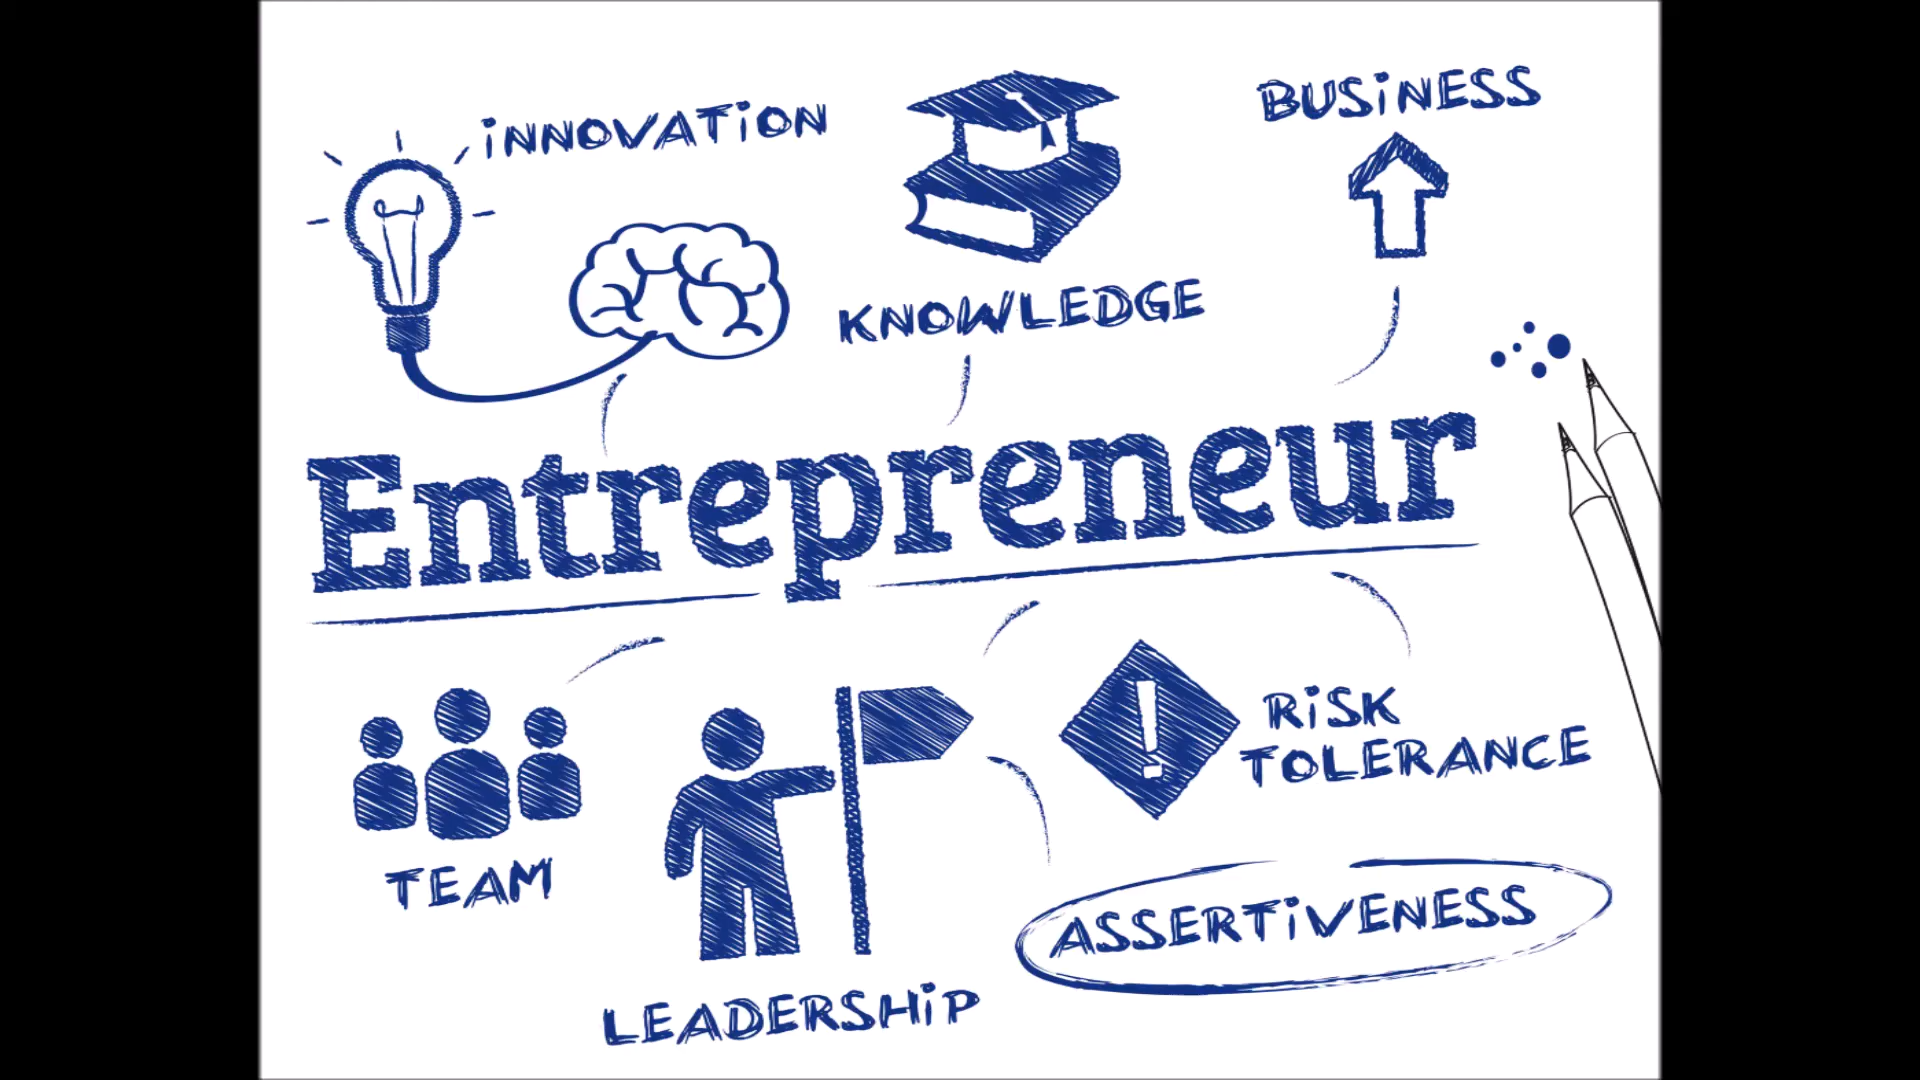 iNNOVATiON
BUSiNESS
KNOWLEDGE
Entrepreneur
RiSK
TOLERANCE
TEAM
ASSERTiVENESS
LEADERSHiP